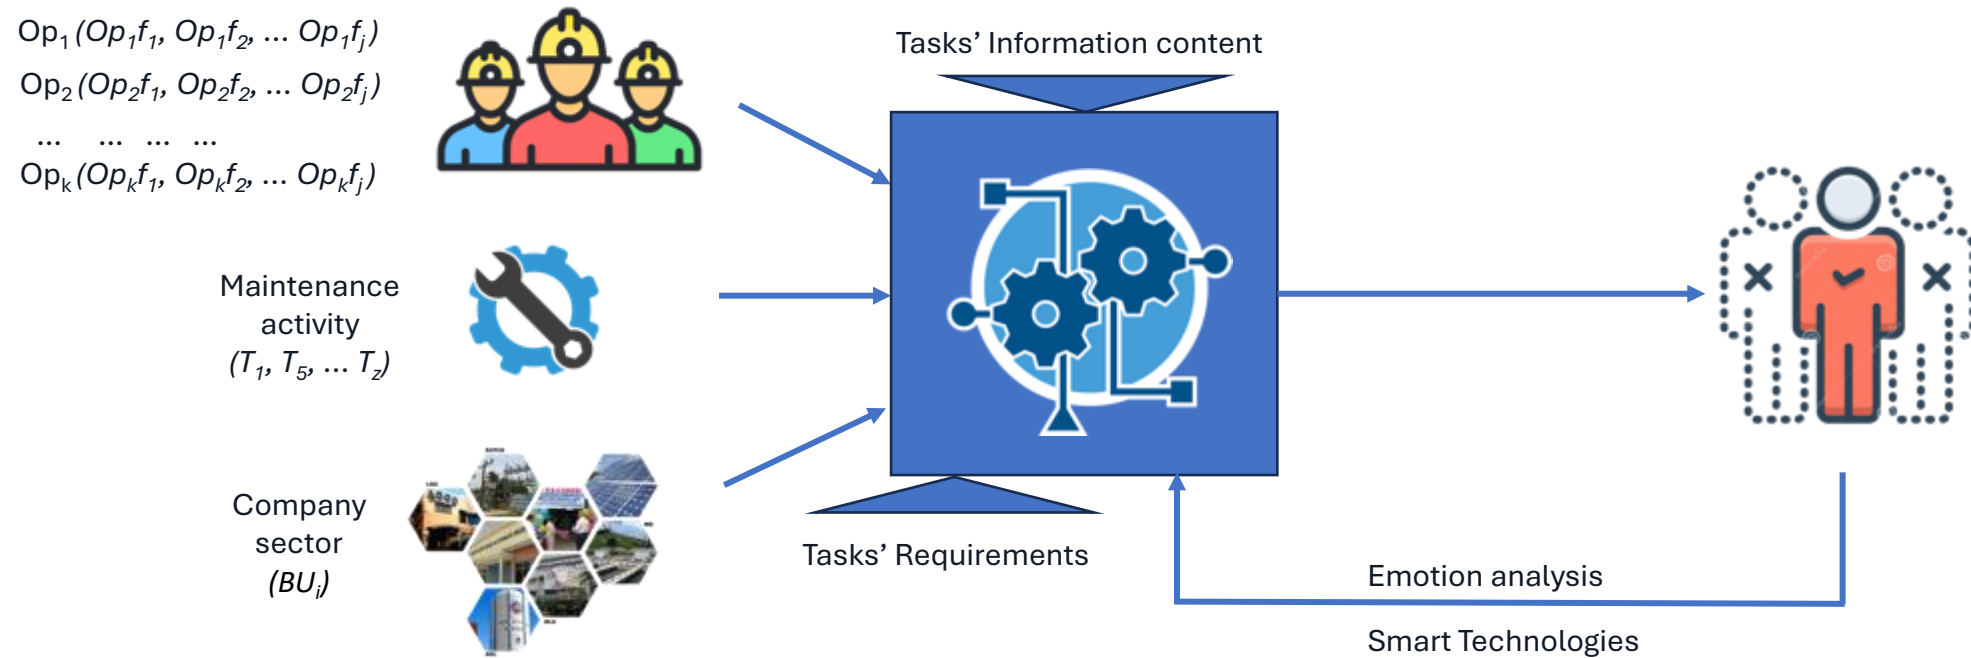 Op₁ (Op₁f₁, Op₁f₂, ... Op₁fⱼ)
Op₂ (Op₂f₁, Op₂f₂, ... Op₂fⱼ)
... ... ... ...
Opₖ (Opₖf₁, Opₖf₂, ... Opₖfⱼ)
Maintenance
activity
(T₁, T₅, ... T_z)
Company
sector
(BUᵢ)
Tasks’ Information content
Tasks’ Requirements
Emotion analysis
Smart Technologies